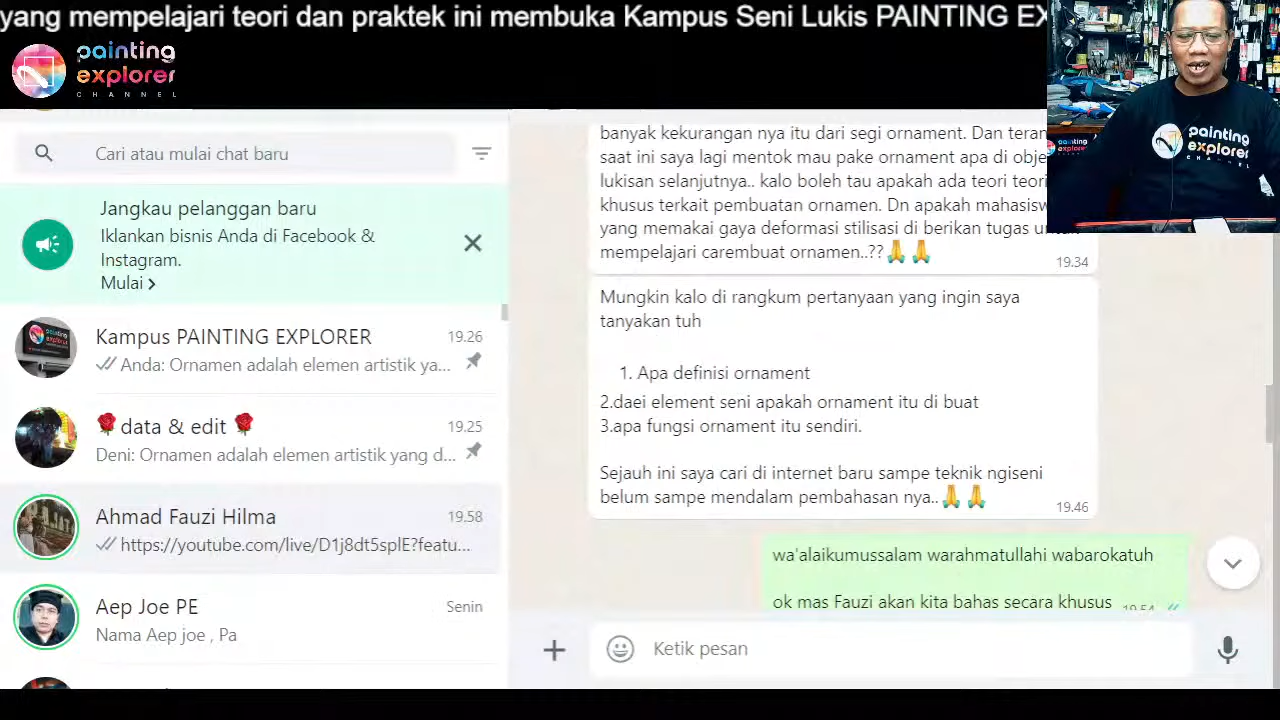 yang mempelajari teori dan praktek ini membuka Kampus Seni Lukis PAINTING
painting
explorer
CHANNEL
Cari atau mulai chat baru
Jangkau pelanggan baru
Iklankan bisnis Anda di Facebook &
Instagram.
Mulai
Kampus PAINTING EXPLORER
19.26
Anda: Ornamen adalah elemen artistik ya...
🌹data & edit 🌹
19.25
Deni: Ornamen adalah elemen artistik yang d...
Ahmad Fauzi Hilma
19.58
https://youtube.com/live/D1j8dt5splE?featu...
Aep Joe PE
Senin
Nama Aep joe , Pa
banyak kekurangan nya itu dari segi ornament. Dan teran
saat ini saya lagi mentok mau pake ornament apa di obje
lukisan selanjutnya.. kalo boleh tau apakah ada teori teori
khusus terkait pembuatan ornamen. Dn apakah mahasisw
yang memakai gaya deformasi stilisasi di berikan tugas
mempelajari carembuat ornamen..??🙏🙏
19.34
Mungkin kalo di rangkum pertanyaan yang ingin saya
tanyakan tuh
1. Apa definisi ornament
2.daei element seni apakah ornament itu di buat
3.apa fungsi ornament itu sendiri.
Sejauh ini saya cari di internet baru sampe teknik ngiseni
belum sampe mendalam pembahasan nya..🙏🙏
19.46
wa'alaikumussalam warahmatullahi wabarokatuh
ok mas Fauzi akan kita bahas secara khusus
19.54
Ketik pesan
painting
explorer
CHANNEL